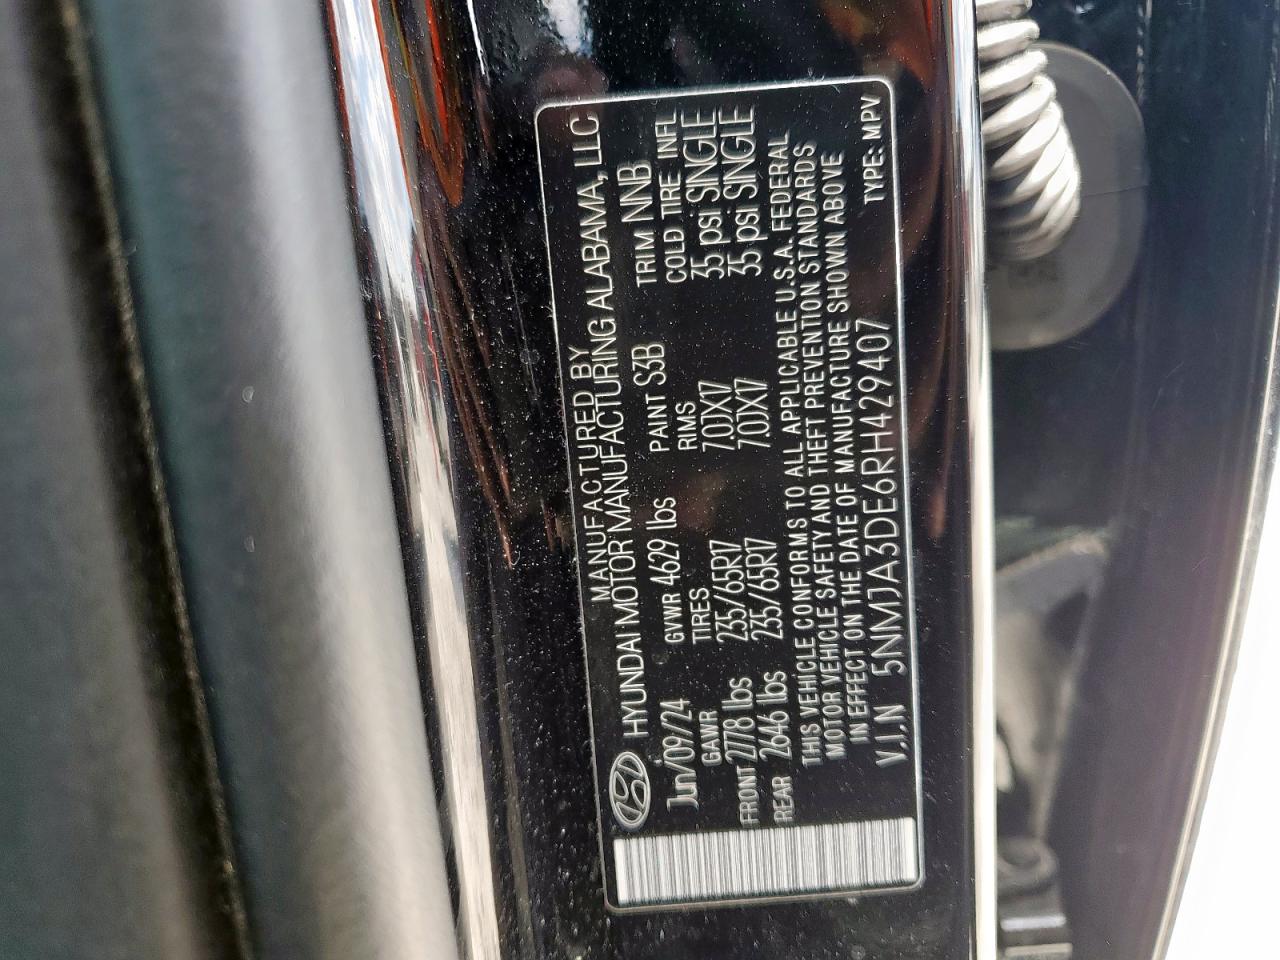 MANUFACTURED BY
HYUNDAI MOTOR MANUFACTURING ALABAMA, LLC
Jun/09/24 GVWR 4629 lbs PAINT S3B TRIM NNB
GAWR TIRES RIMS COLD TIRE INFL
FRONT 2778 lbs 235/65R17 7.0JX17 35 psi SINGLE
REAR 2646 lbs 235/65R17 7.0JX17 35 psi SINGLE
THIS VEHICLE CONFORMS TO ALL APPLICABLE U.S.A. FEDERAL
MOTOR VEHICLE SAFETY AND THEFT PREVENTION STANDARDS
IN EFFECT ON THE DATE OF MANUFACTURE SHOWN ABOVE
V.I.N 5NMJA3DE6RH429407 TYPE: MPV